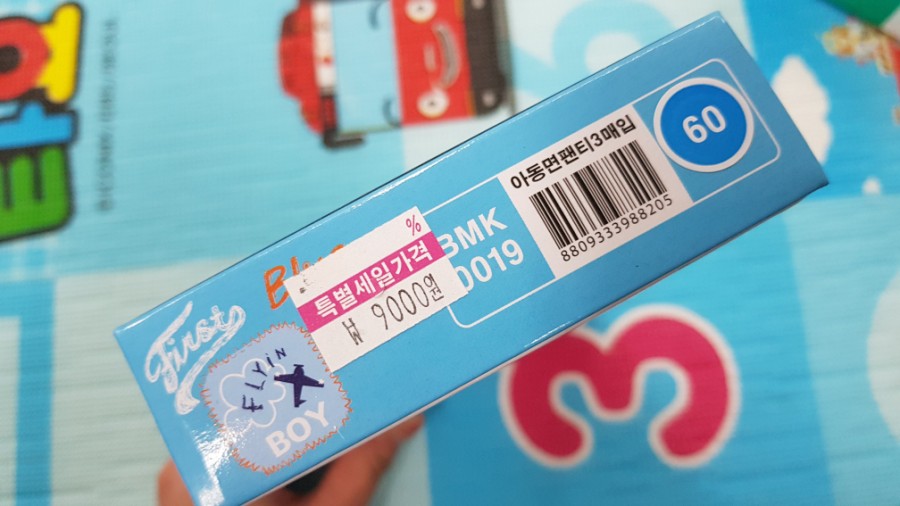 First
FLYiN
BOY
%
특별세일가격
₩ 9000원
BMK
0019
아동면팬티3매입
8809333988205
60
3